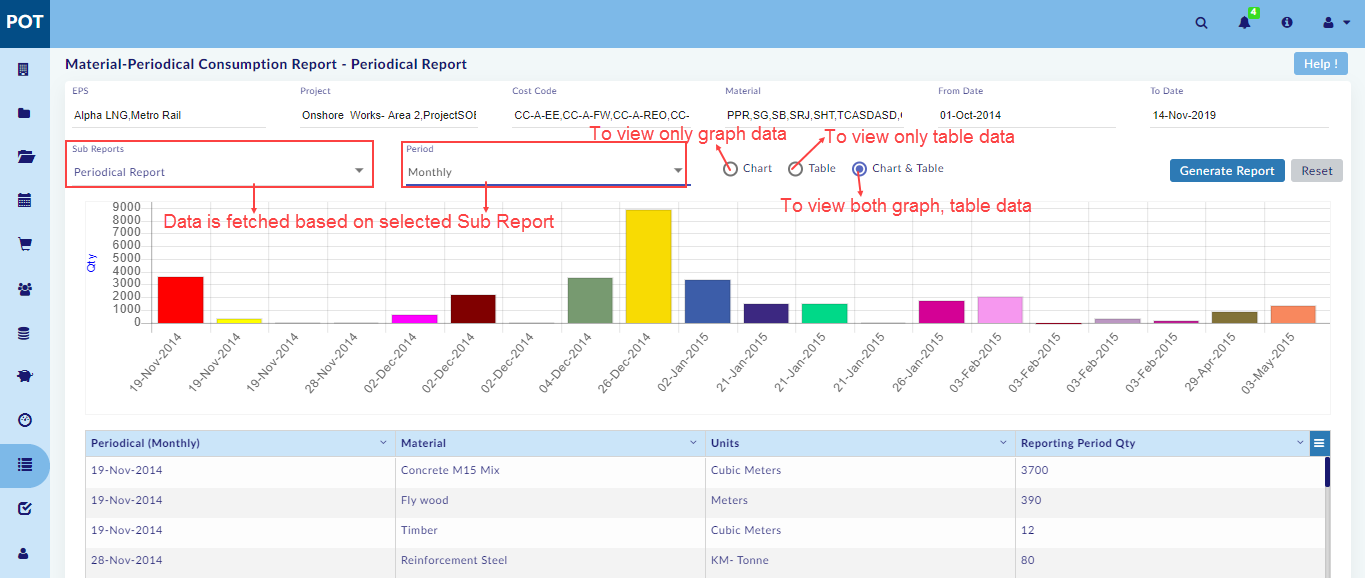 POT
4
Material-Periodical Consumption Report - Periodical Report
Help !
EPS
Project
Cost Code
Material
From Date
To Date
Alpha LNG,Metro Rail
Onshore Works- Area 2,ProjectSOE
CC-A-EE,CC-A-FW,CC-A-REO,CC-
PPR,SG,SB,SRJ,SHT,TCASDASD,
01-Oct-2014
14-Nov-2019
To view only graph data
To view only table data
Sub Reports
Periodical Report
Period
Monthly
Chart
Table
Chart & Table
Generate Report
Reset
To view both graph, table data
Data is fetched based on selected Sub Report
Qty
9000
8000
7000
6000
5000
4000
3000
2000
1000
0
19-Nov-2014
19-Nov-2014
19-Nov-2014
28-Nov-2014
02-Dec-2014
02-Dec-2014
02-Dec-2014
04-Dec-2014
26-Dec-2014
02-Jan-2015
21-Jan-2015
21-Jan-2015
21-Jan-2015
26-Jan-2015
03-Feb-2015
03-Feb-2015
03-Feb-2015
03-Feb-2015
29-Apr-2015
03-May-2015
Periodical (Monthly)
Material
Units
Reporting Period Qty
19-Nov-2014
Concrete M15 Mix
Cubic Meters
3700
19-Nov-2014
Fly wood
Meters
390
19-Nov-2014
Timber
Cubic Meters
12
28-Nov-2014
Reinforcement Steel
KM- Tonne
80